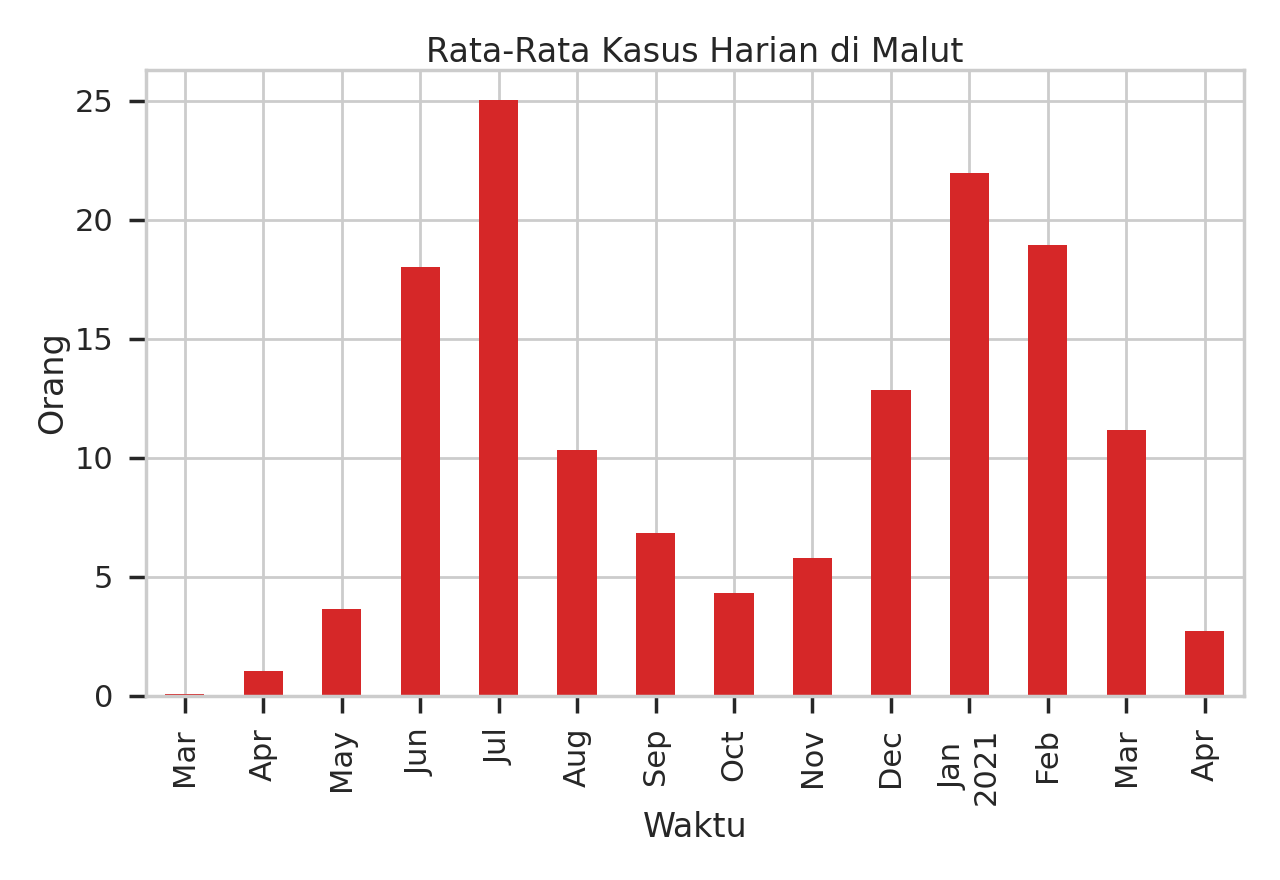 Rata-Rata Kasus Harian di Malut
Orang
25
20
15
10
5
0
Mar
Apr
May
Jun
Jul
Aug
Sep
Oct
Nov
Dec
Jan
2021
Feb
Mar
Apr
Waktu